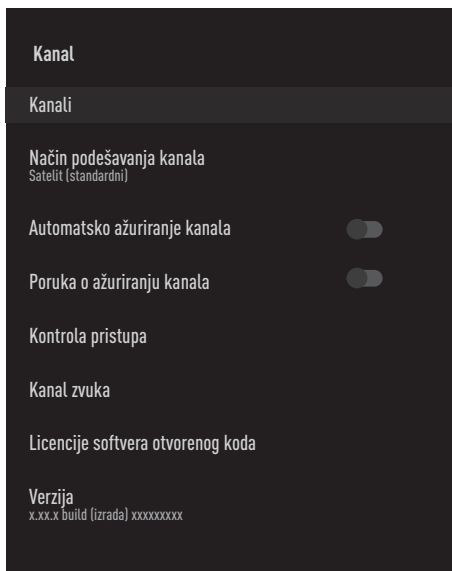 Kanal
Kanali
Način podešavanja kanala
Satelit (standardni)
Automatsko ažuriranje kanala
Poruka o ažuriranju kanala
Kontrola pristupa
Kanal zvuka
Licencije softvera otvorenog koda
Verzija
x.xx.x build (izrada) xxxxxxxxx